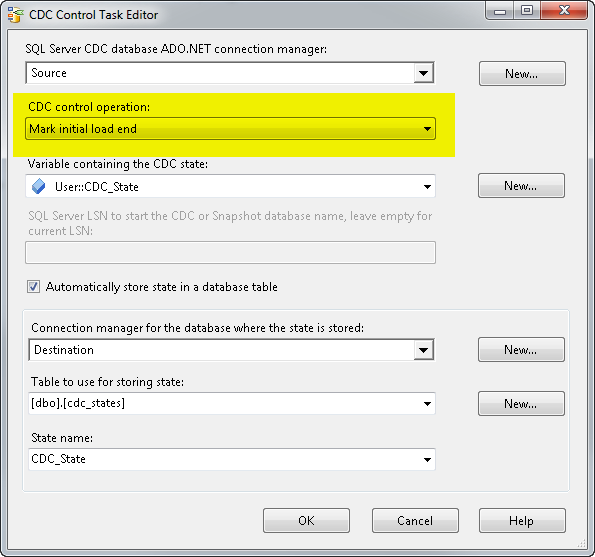 CDC Control Task Editor
SQL Server CDC database ADO.NET connection manager:
Source
New...
CDC control operation:
Mark initial load end
Variable containing the CDC state:
User::CDC_State
New...
SQL Server LSN to start the CDC or Snapshot database name, leave empty for
current LSN:
Automatically store state in a database table
Connection manager for the database where the state is stored:
Destination
New...
Table to use for storing state:
[dbo].[cdc_states]
New...
State name:
CDC_State
OK
Cancel
Help